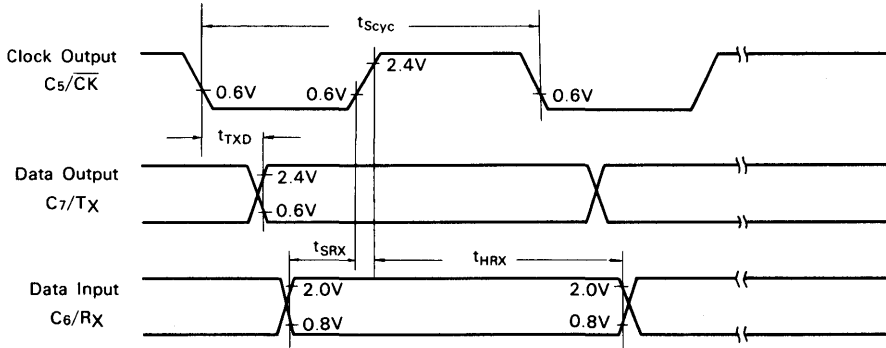 tScyc
Clock Output
C5/CK
2.4V
0.6V
0.6V
0.6V
tTXD
Data Output
C7/TX
2.4V
0.6V
tSRX
tHRX
Data Input
C6/RX
2.0V
2.0V
0.8V
0.8V